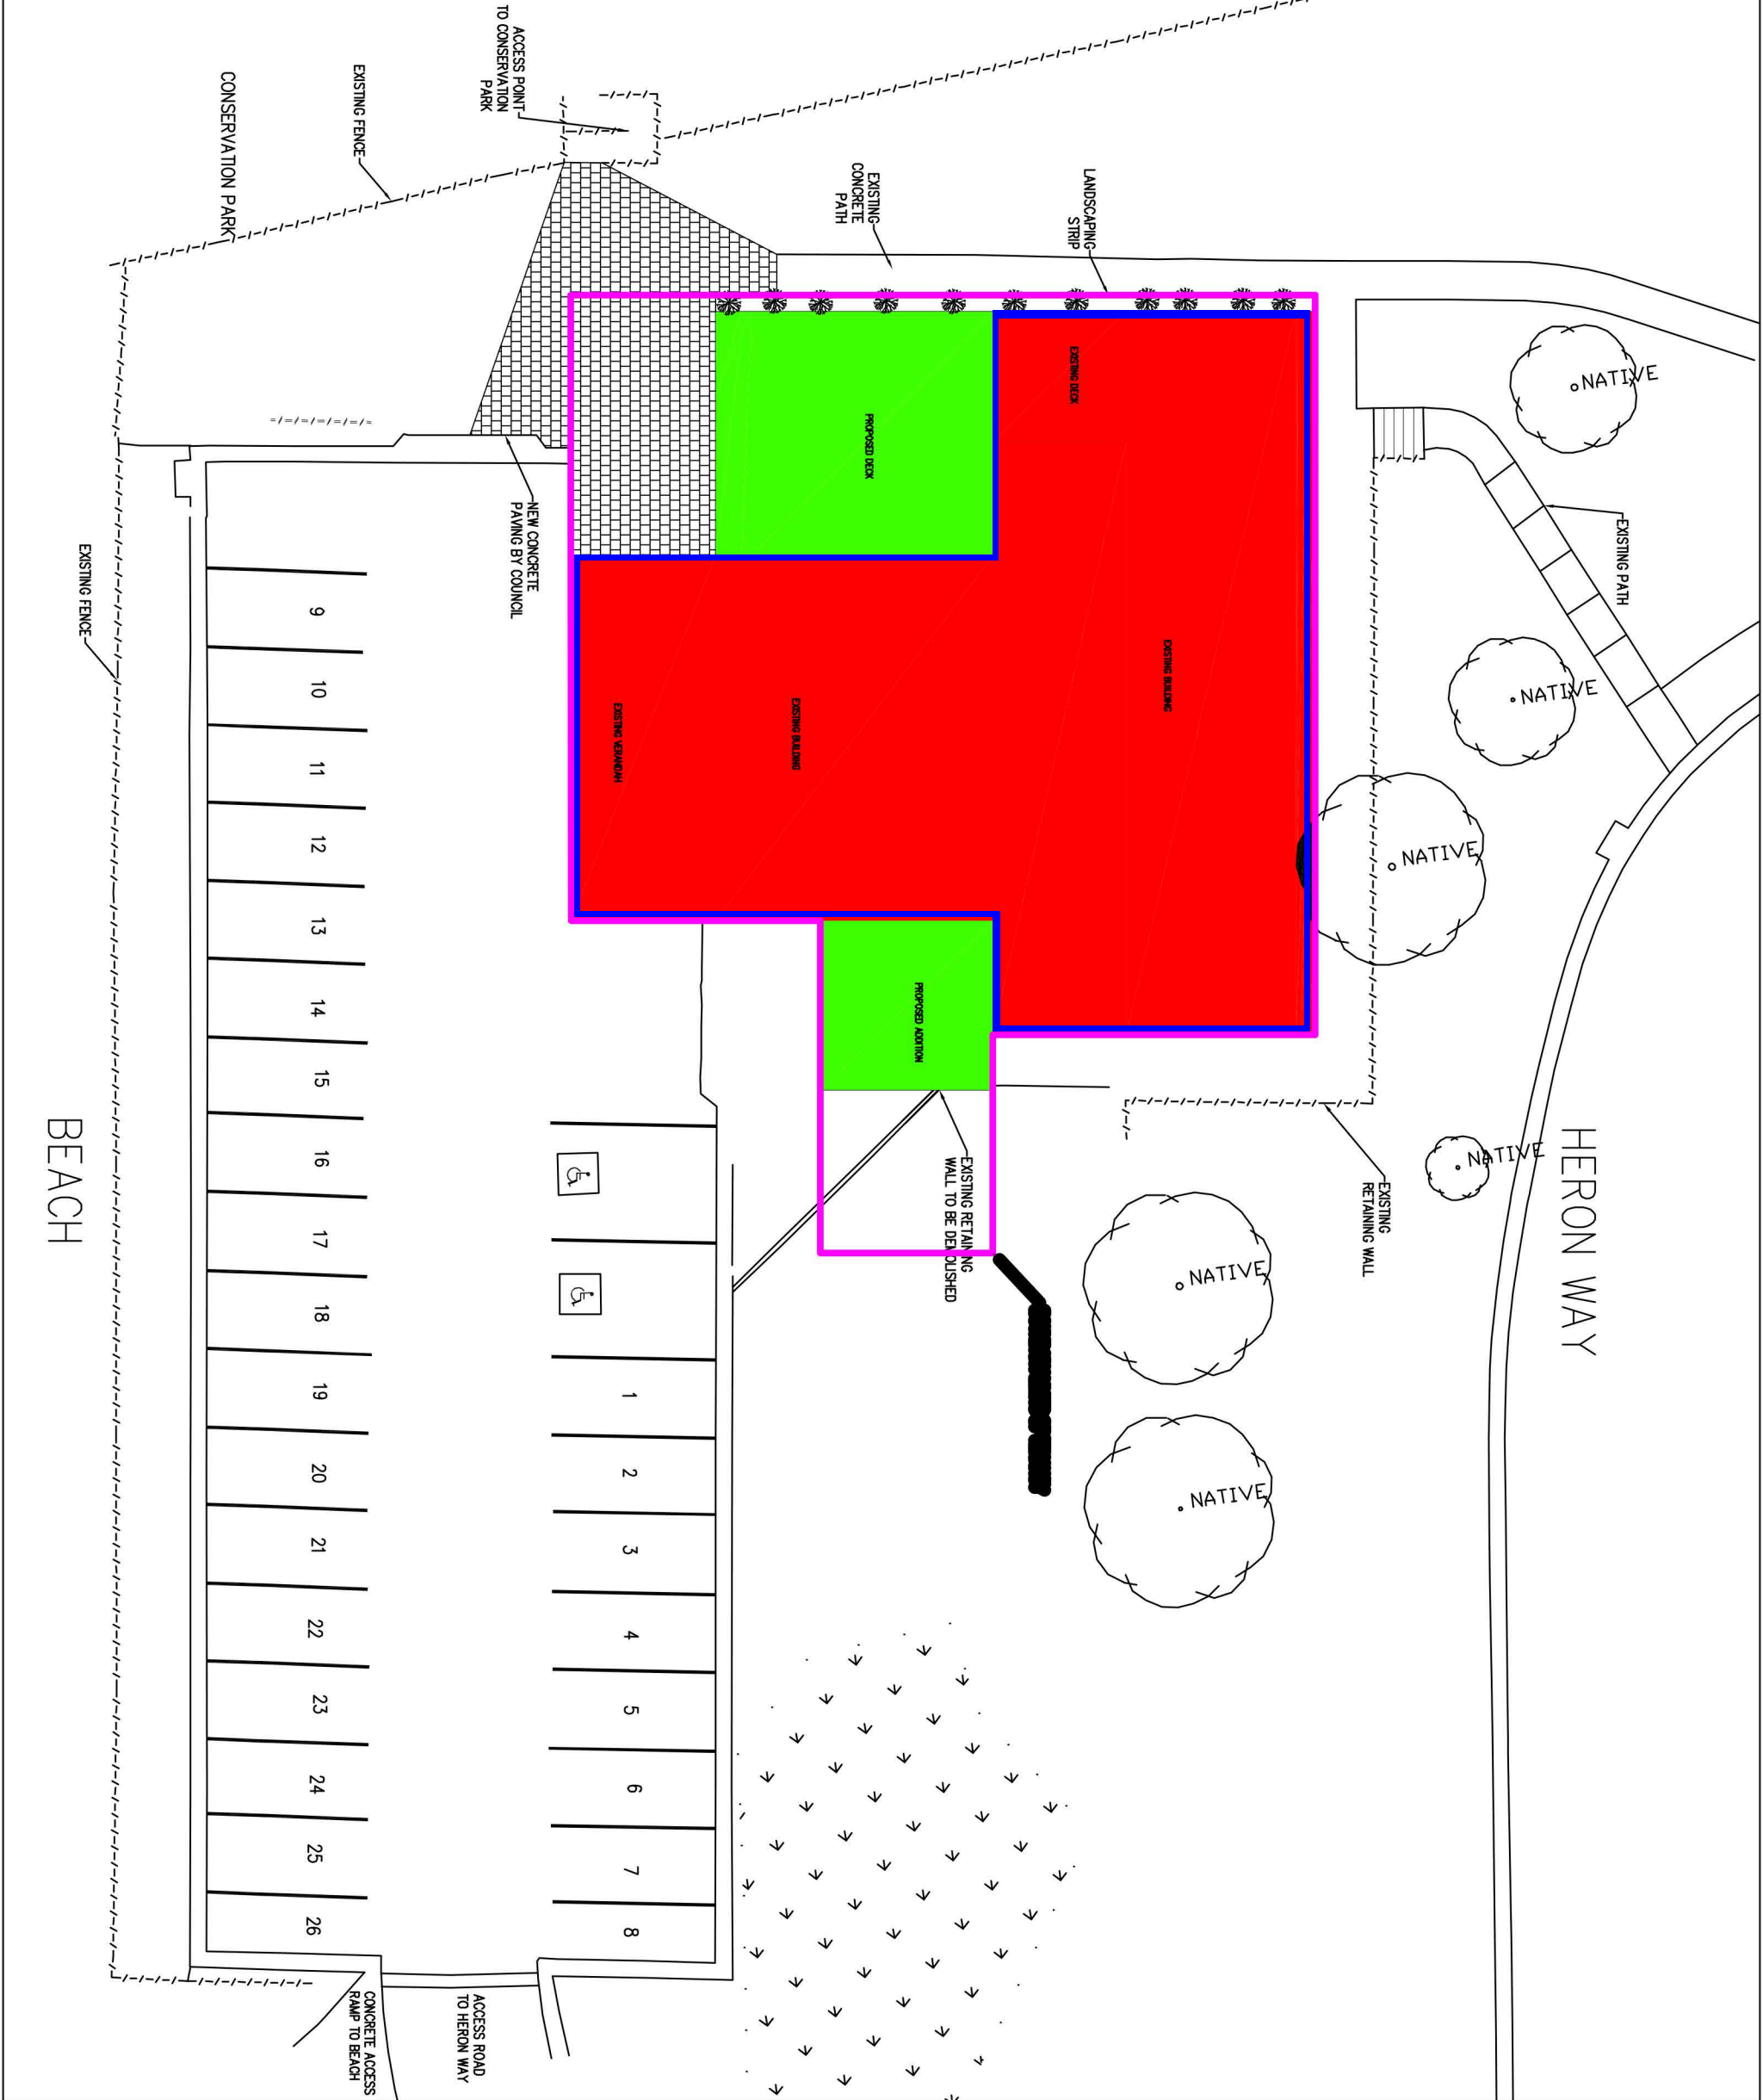 ACCESS POINT
TO CONSERVATION
PARK
EXISTING FENCE
CONSERVATION PARK
EXISTING
CONCRETE
PATH
LANDSCAPING
STRIP
NATIVE
EXISTING DECK
PROPOSED DECK
EXISTING PATH
NEW CONCRETE
PAVING BY COUNCIL
EXISTING FENCE
NATIVE
EXISTING BUILDING
EXISTING BUILDING
EXISTING VERANDAH
NATIVE
PROPOSED ADDITION
HERON WAY
NATIVE
EXISTING
RETAINING WALL
EXISTING RETAINING
WALL TO BE DEMOLISHED
NATIVE
NATIVE
BEACH
9
10
11
12
13
14
15
16
17
18
19
20
21
22
23
24
25
26
1
2
3
4
5
6
7
8
ACCESS ROAD
TO HERON WAY
CONCRETE ACCESS
RAMP TO BEACH